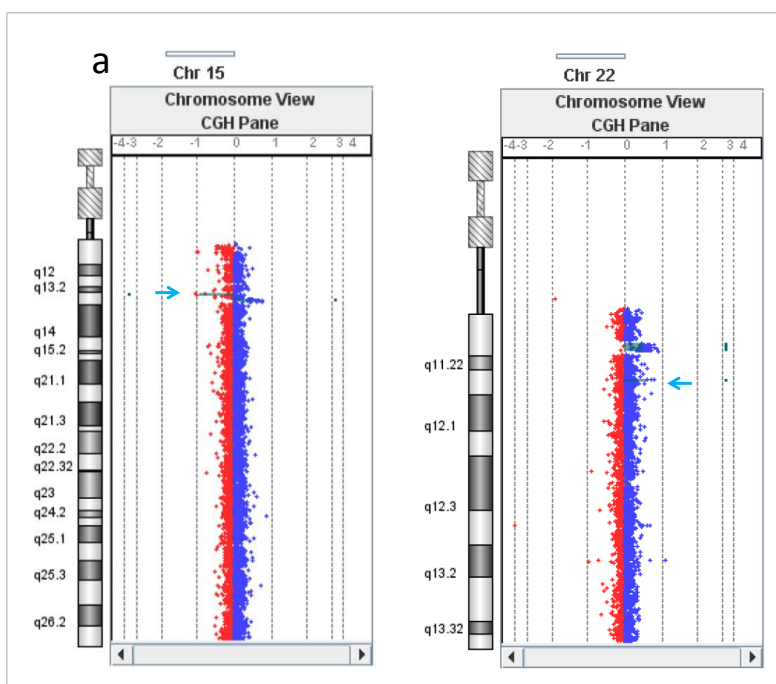 a
Chr 15
Chromosome View
CGH Pane
-4 -3 -2 -1 0 1 2 3 4
q12
q13.2
q14
q15.2
q21.1
q21.3
q22.2
q22.32
q23
q24.2
q25.1
q25.3
q26.2
Chr 22
Chromosome View
CGH Pane
-4 -3 -2 -1 0 1 2 3 4
q11.22
q12.1
q12.3
q13.2
q13.32